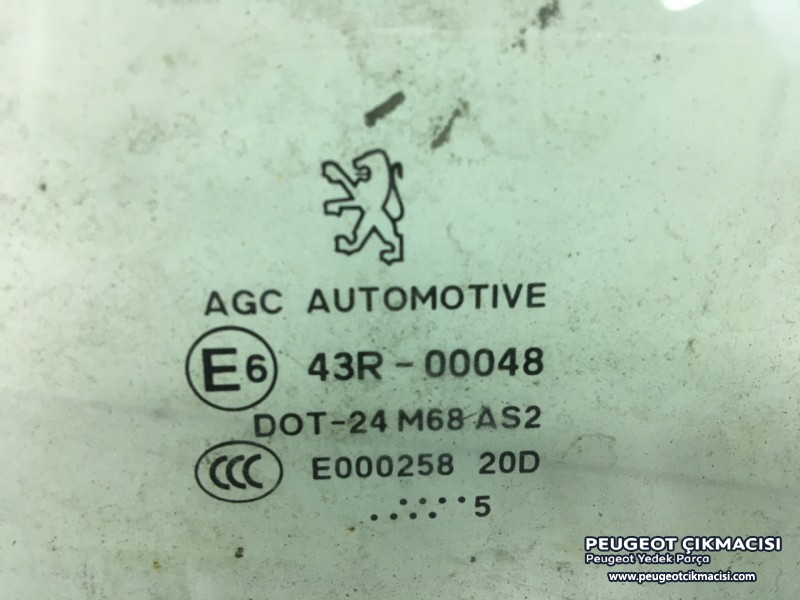 AGC AUTOMOTIVE
E6 43R-00048
DOT-24 M68 AS2
CCC E000258 20D
5
PEUGEOT ÇIKMACISI
Peugeot Yedek Parça
www.peugeotcikmacisi.com